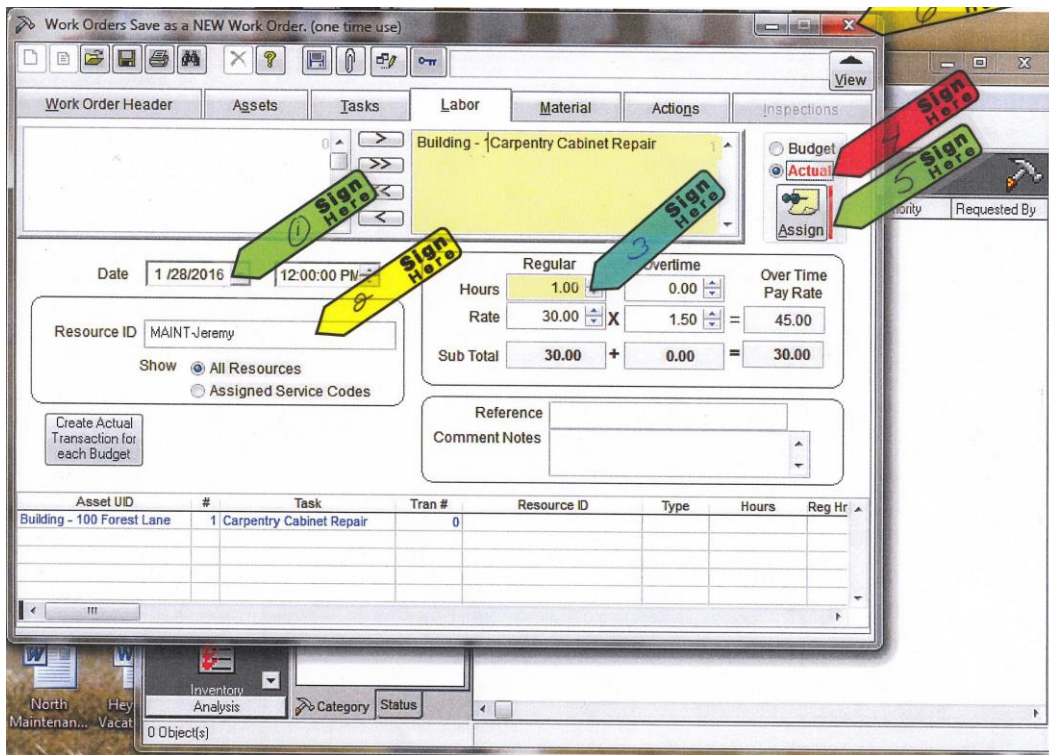 Work Orders Save as a NEW Work Order. (one time use)
View
Work Order Header Assets Tasks Labor Material Actions Inspections
0 > Building - 1 Carpentry Cabinet Repair 1
>>
<
Budget
Actual
Assign
Sign Here 1
Sign Here 2
Sign Here 3
Sign Here 4
Sign Here 5
6
Date 1 /28/2016 12:00:00 PM
Resource ID MAINT-Jeremy
Show All Resources
Assigned Service Codes
Create Actual
Transaction for
each Budget
Regular Overtime Over Time
Pay Rate
Hours 1.00 0.00
Rate 30.00 X 1.50 = 45.00
Sub Total 30.00 + 0.00 = 30.00
Reference
Comment Notes
Asset UID # Task Tran # Resource ID Type Hours Reg Hr
Building - 100 Forest Lane 1 Carpentry Cabinet Repair 0
Requested By
North
Maintenan...
Hey
Vacat
Inventory
Analysis
Category Status
0 Object(s)